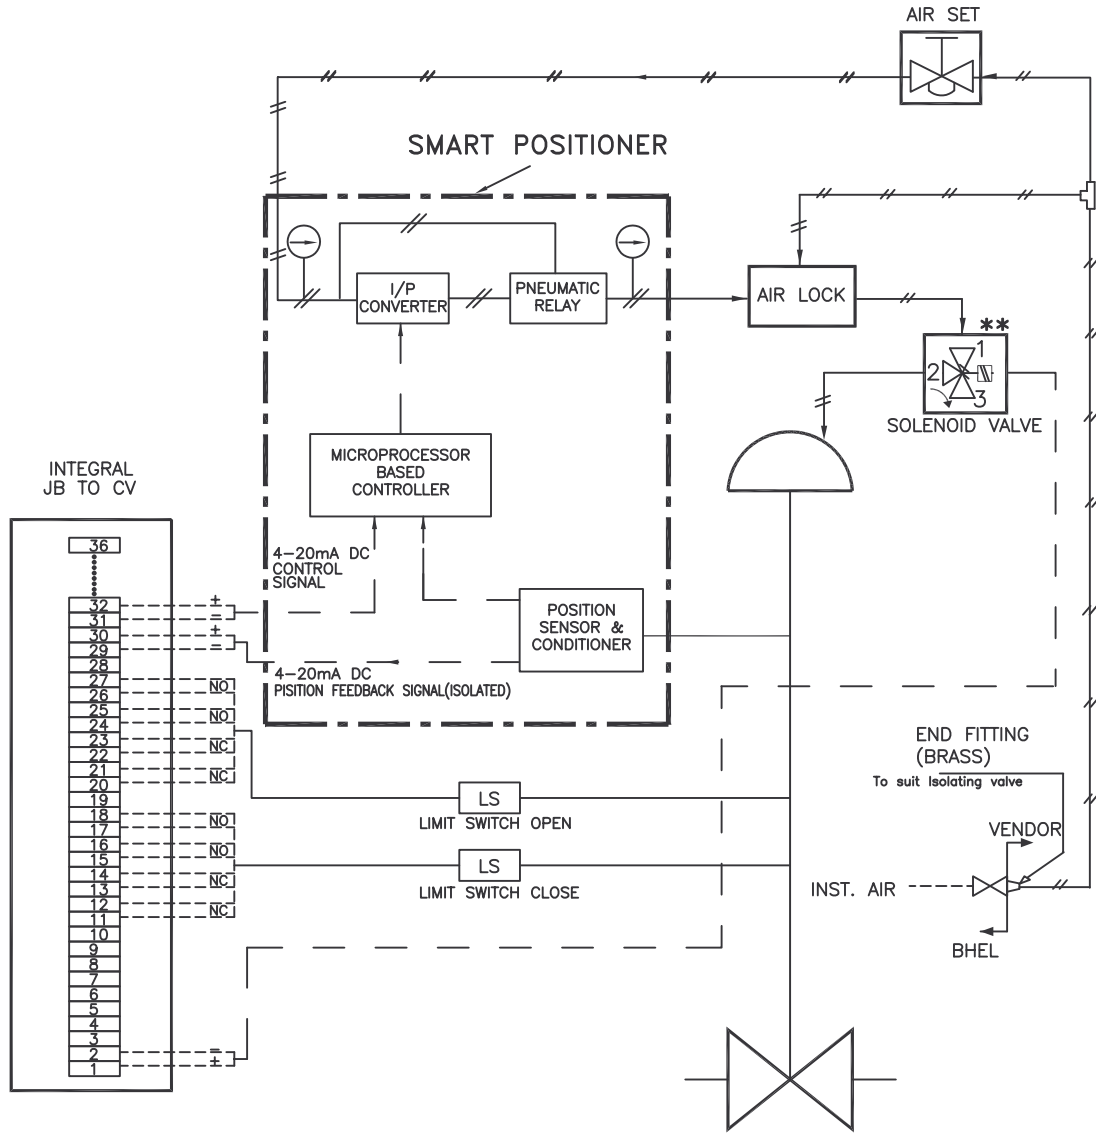 AIR SET
SMART POSITIONER
I/P
CONVERTER
PNEUMATIC
RELAY
AIR LOCK
**
1
2
3
SOLENOID VALVE
MICROPROCESSOR
BASED
CONTROLLER
INTEGRAL
JB TO CV
4-20mA DC
CONTROL
SIGNAL
POSITION
SENSOR &
CONDITIONER
4-20mA DC
PISITION FEEDBACK SIGNAL(ISOLATED)
36
32 +
31 -
30 +
29 -
28
27 NO
26
25 NO
24
23 NC
22
21 NC
20
19
18 NO
17
16 NO
15
14 NC
13
12 NC
11
10
9
8
7
6
5
4
3
2 -
1 +
LS
LIMIT SWITCH OPEN
LS
LIMIT SWITCH CLOSE
END FITTING
(BRASS)
To suit Isolating valve
VENDOR
INST. AIR
BHEL